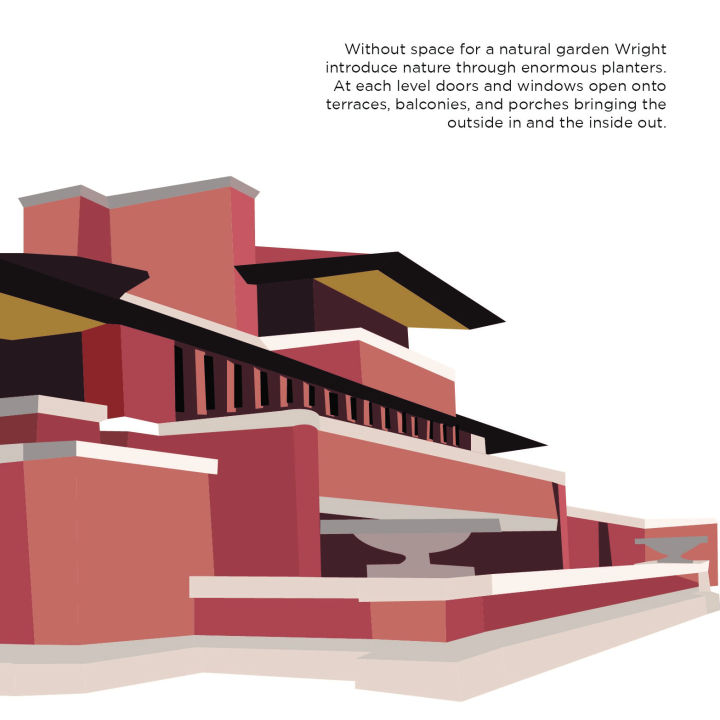 Without space for a natural garden Wright
introduce nature through enormous planters.
At each level doors and windows open onto
terraces, balconies, and porches bringing the
outside in and the inside out.